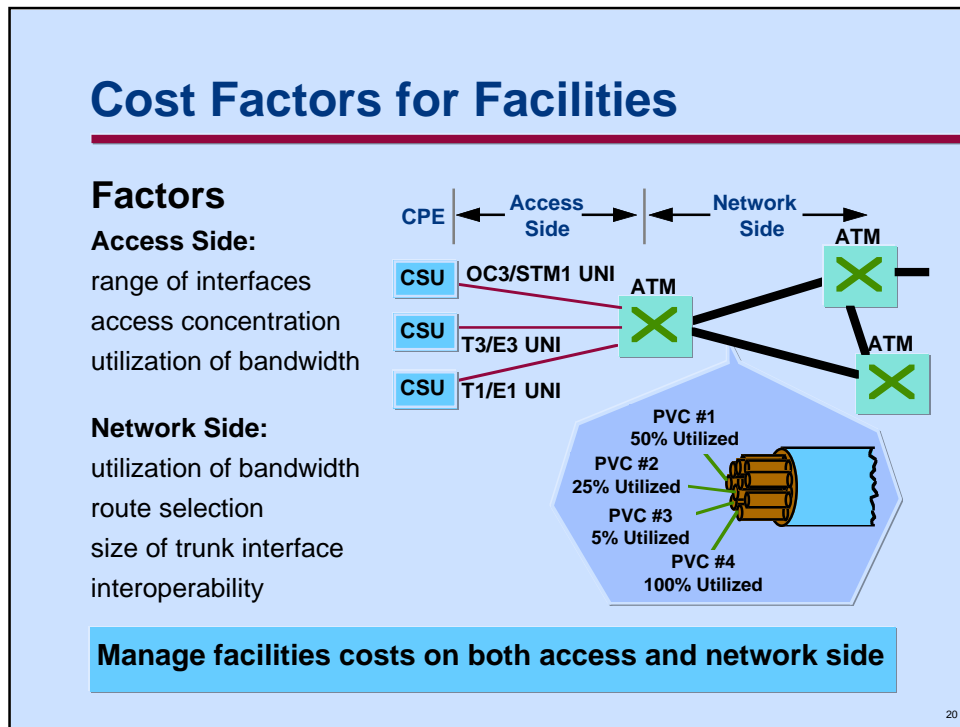 Cost Factors for Facilities
Factors
Access Side:
range of interfaces
access concentration
utilization of bandwidth
Network Side:
utilization of bandwidth
route selection
size of trunk interface
interoperability
CPE
Access
Side
Network
Side
CSU
OC3/STM1 UNI
CSU
T3/E3 UNI
CSU
T1/E1 UNI
ATM
ATM
ATM
PVC #1
50% Utilized
PVC #2
25% Utilized
PVC #3
5% Utilized
PVC #4
100% Utilized
Manage facilities costs on both access and network side
20